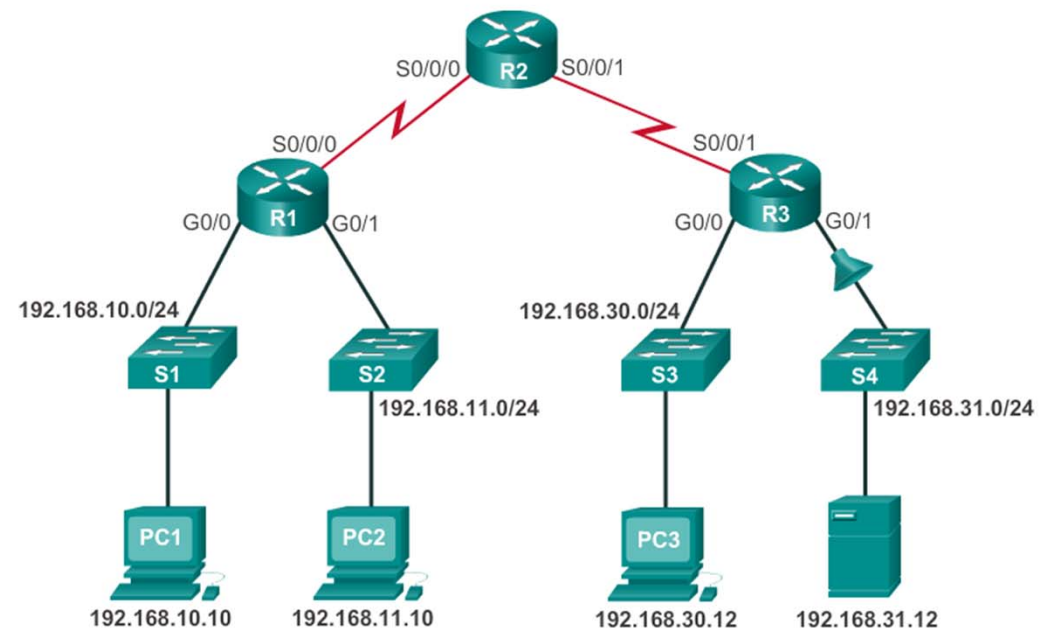 R2
S0/0/0
S0/0/1
S0/0/0
S0/0/1
R1
R3
G0/0
G0/1
G0/0
G0/1
192.168.10.0/24
192.168.30.0/24
S1
S2
S3
S4
192.168.11.0/24
192.168.31.0/24
PC1
PC2
PC3
192.168.10.10
192.168.11.10
192.168.30.12
192.168.31.12